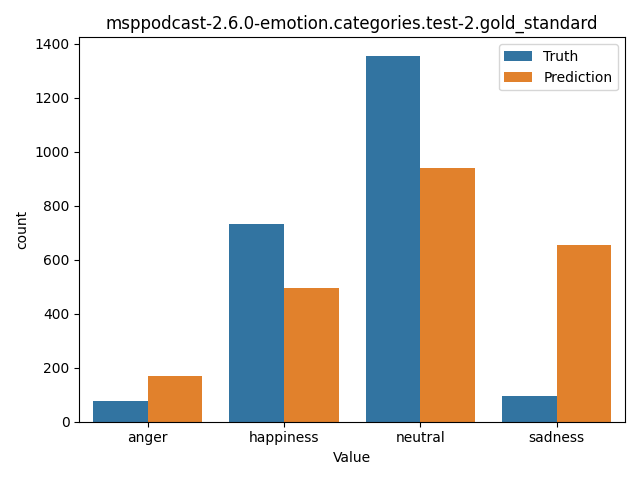 msppodcast-2.6.0-emotion.categories.test-2.gold_standard
Truth
Prediction
1400
1200
1000
800
600
400
200
0
count
anger happiness neutral sadness
Value